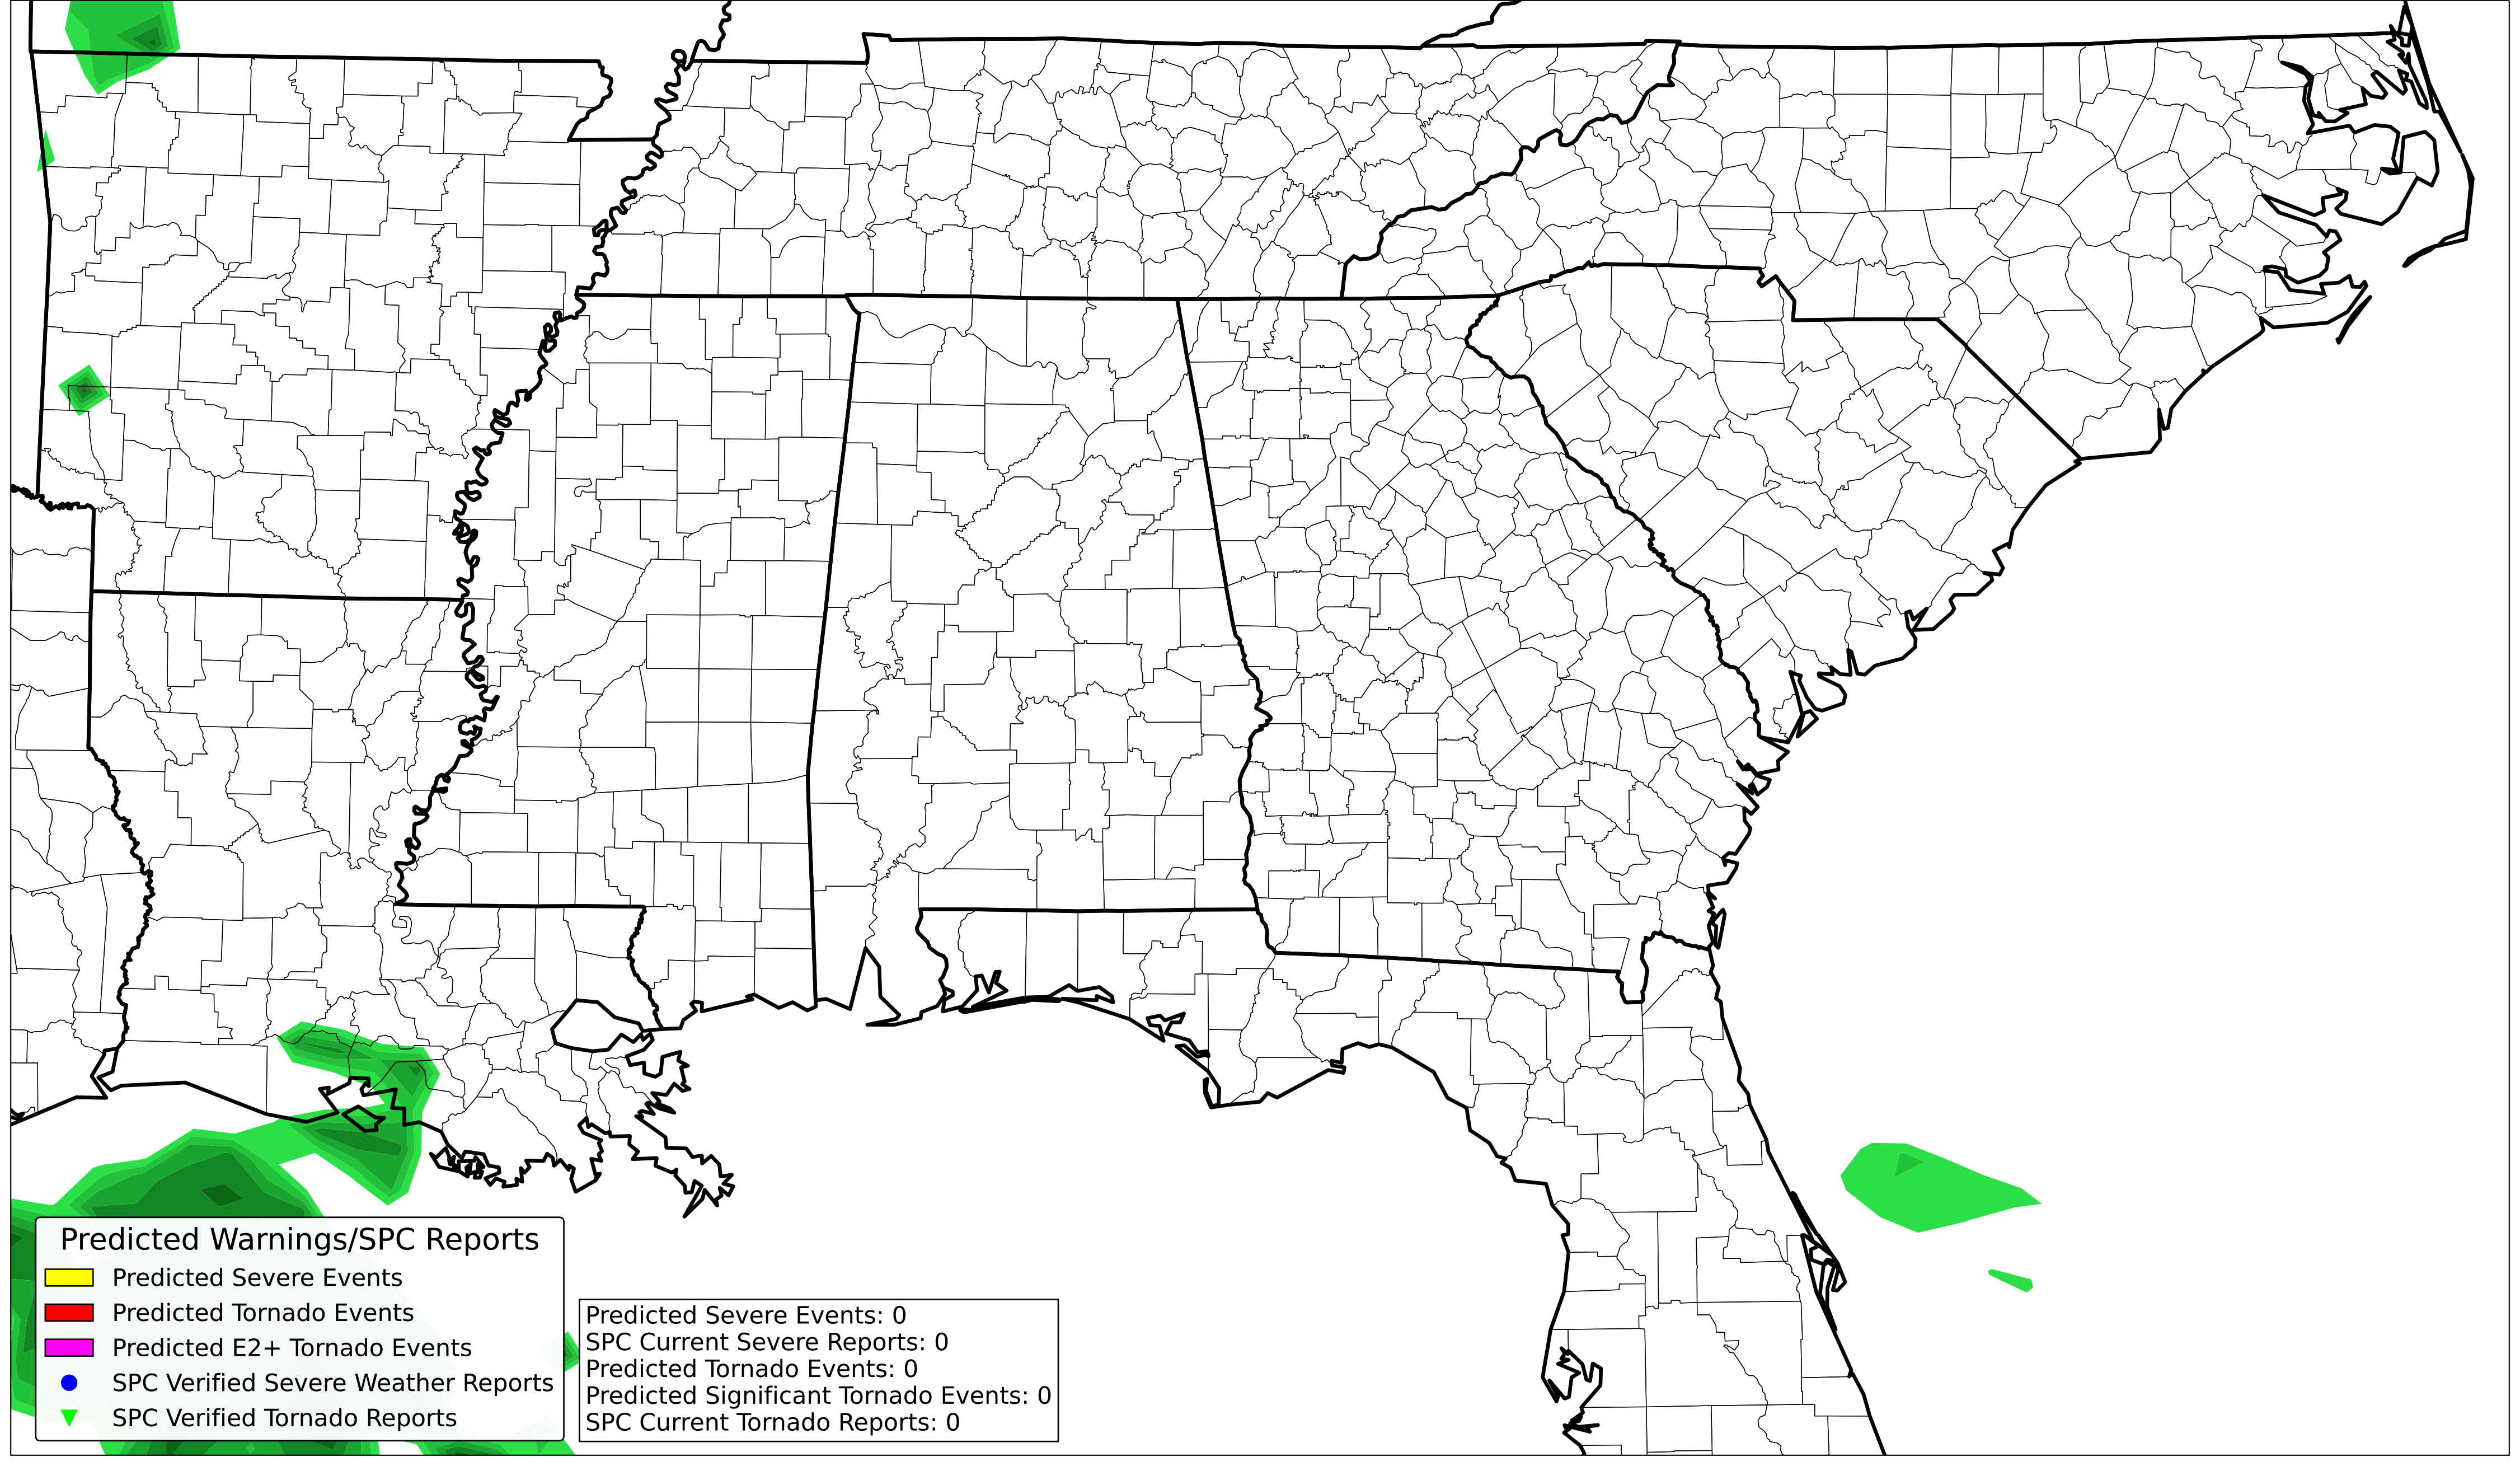 Predicted Warnings/SPC Reports
Predicted Severe Events
Predicted Tornado Events
Predicted E2+ Tornado Events
SPC Verified Severe Weather Reports
SPC Verified Tornado Reports
Predicted Severe Events: 0
SPC Current Severe Reports: 0
Predicted Tornado Events: 0
Predicted Significant Tornado Events: 0
SPC Current Tornado Reports: 0